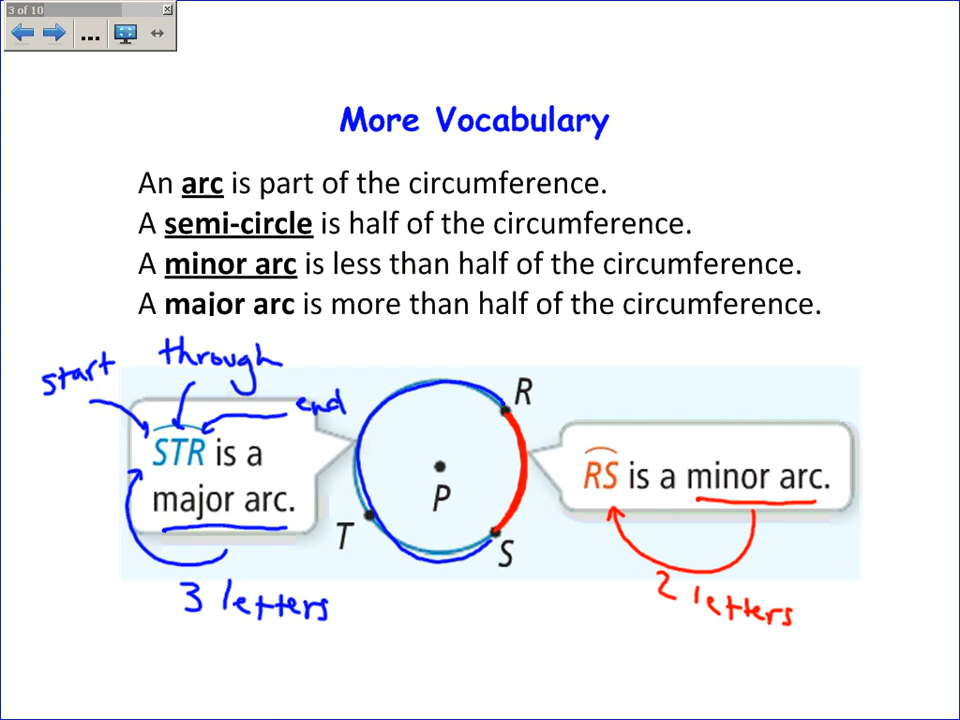 3 of 10
More Vocabulary
An arc is part of the circumference.
A semi-circle is half of the circumference.
A minor arc is less than half of the circumference.
A major arc is more than half of the circumference.
start
through
end
STR is a
major arc.
3 letters
R
P
T
S
RS is a minor arc.
2 letters